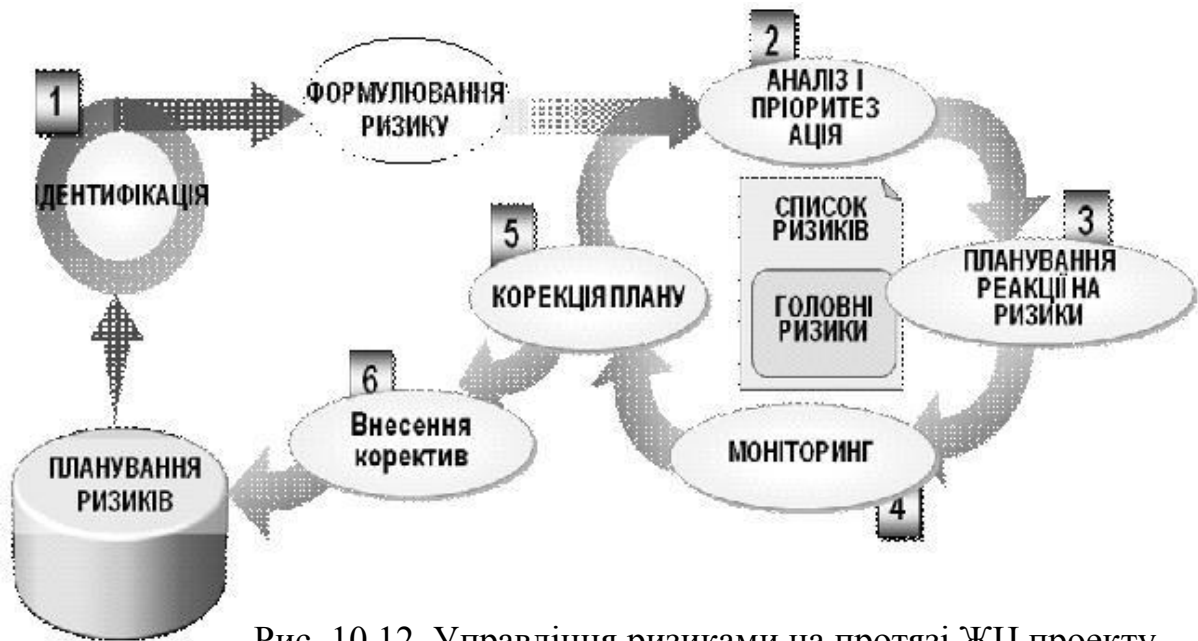 1
ІДЕНТИФІКАЦІЯ
ФОРМУЛЮВАННЯ
РИЗИКУ
2
АНАЛІЗ І
ПРІОРИТЕЗ
АЦІЯ
СПИСОК
РИЗИКІВ
ГОЛОВНІ
РИЗИКИ
3
ПЛАНУВАННЯ
РЕАКЦІЇ НА
РИЗИКИ
5
КОРЕКЦІЯ ПЛАНУ
6
Внесення
коректив
МОНІТОРИНГ
4
ПЛАНУВАННЯ
РИЗИКІВ
Рис. 10.12. Управління ризиками на протязі ЖЦ проекту